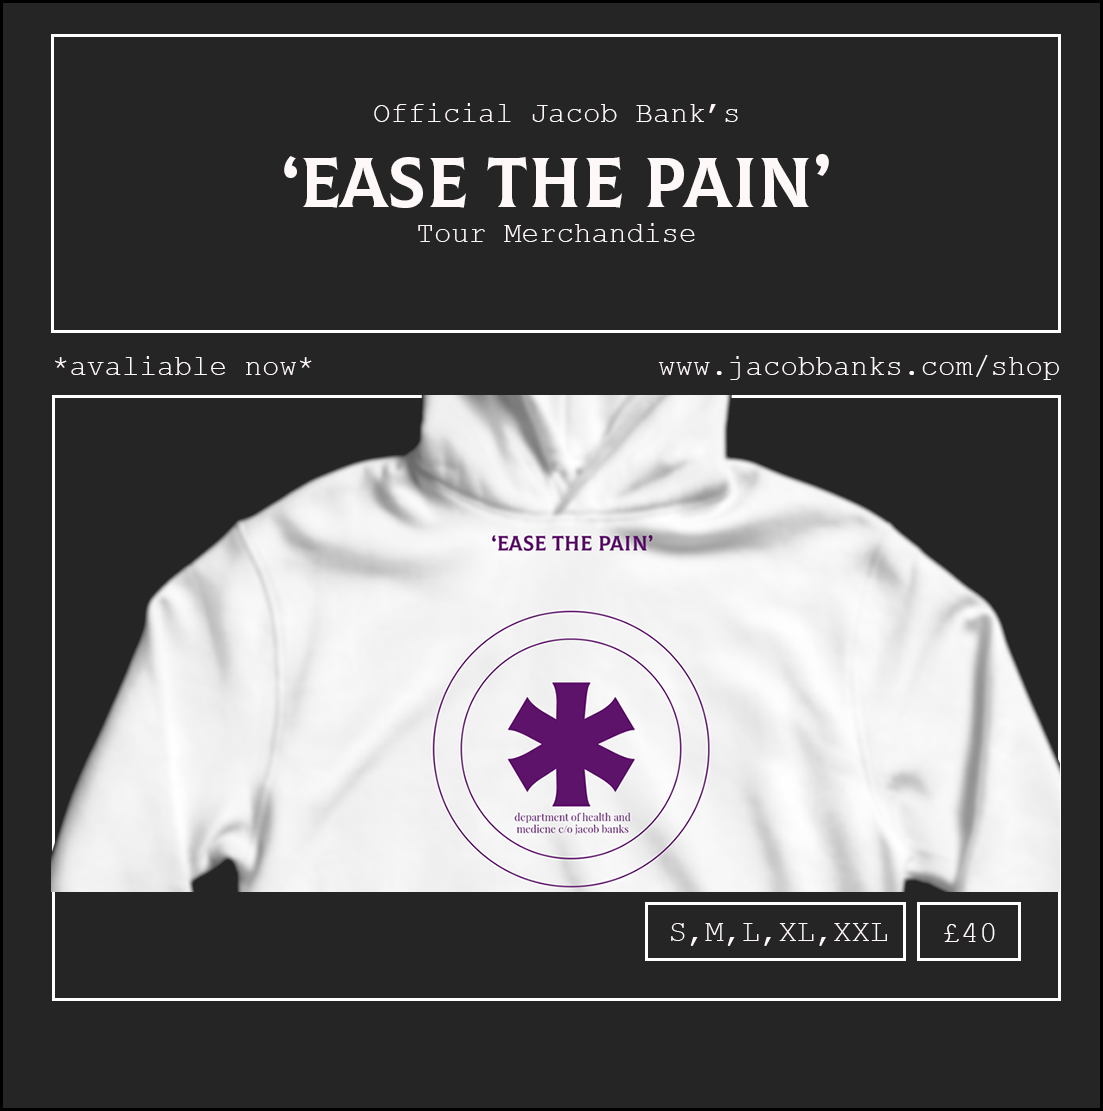 Official Jacob Bank’s
‘EASE THE PAIN’
Tour Merchandise
*avaliable now*
www.jacobbanks.com/shop
‘EASE THE PAIN’
department of health and
medicne c/o jacob banks
S,M,L,XL,XXL
£40